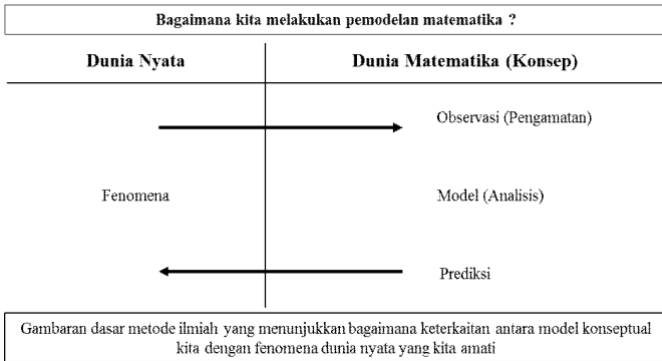 Bagaimana kita melakukan pemodelan matematika ?
Dunia Nyata
Dunia Matematika (Konsep)
Observasi (Pengamatan)
Fenomena
Model (Analisis)
Prediksi
Gambaran dasar metode ilmiah yang menunjukkan bagaimana keterkaitan antara model konseptual
kita dengan fenomena dunia nyata yang kita amati